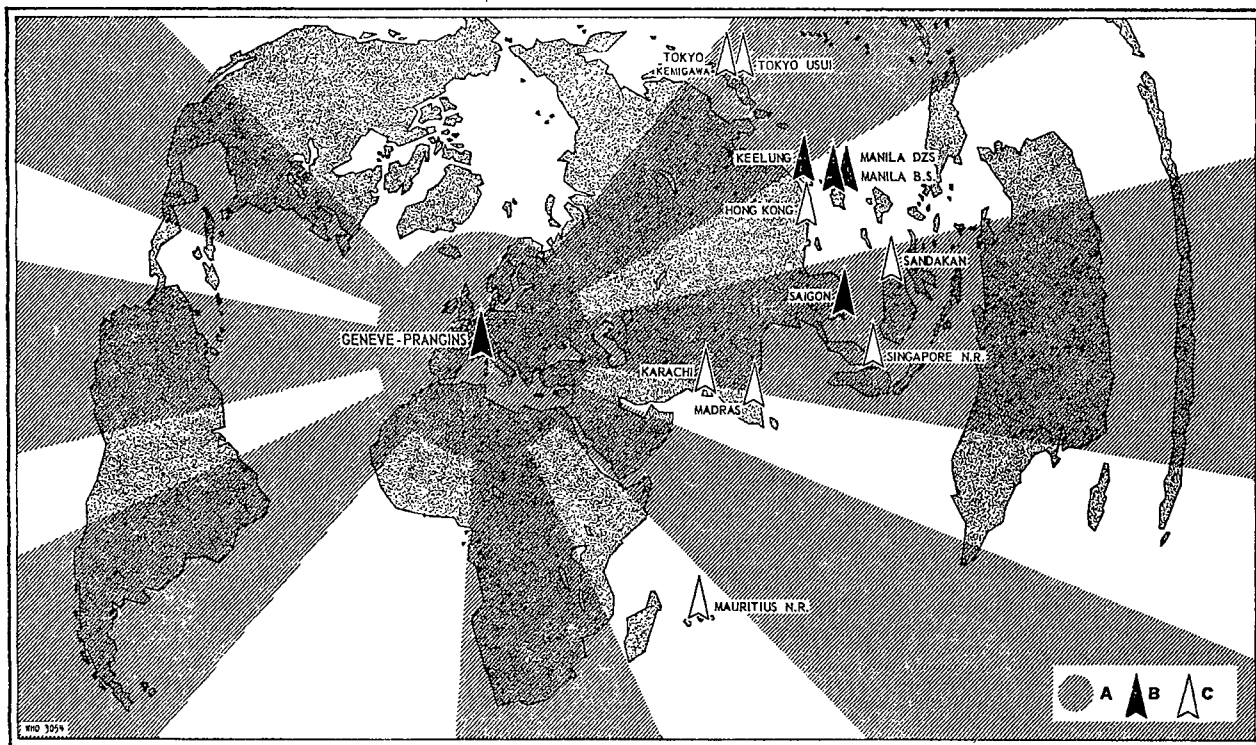 TOKYO
KEMIGAWA
TOKYO USUI
KEELUNG
MANILA DZS
MANILA B.S.
HONG KONG
SANDAKAN
SAIGON
GENEVE-PRANGINS
SINGAPORE N.R.
KARACHI
MADRAS
MAURITIUS N.R.
A B C
WHO 3054